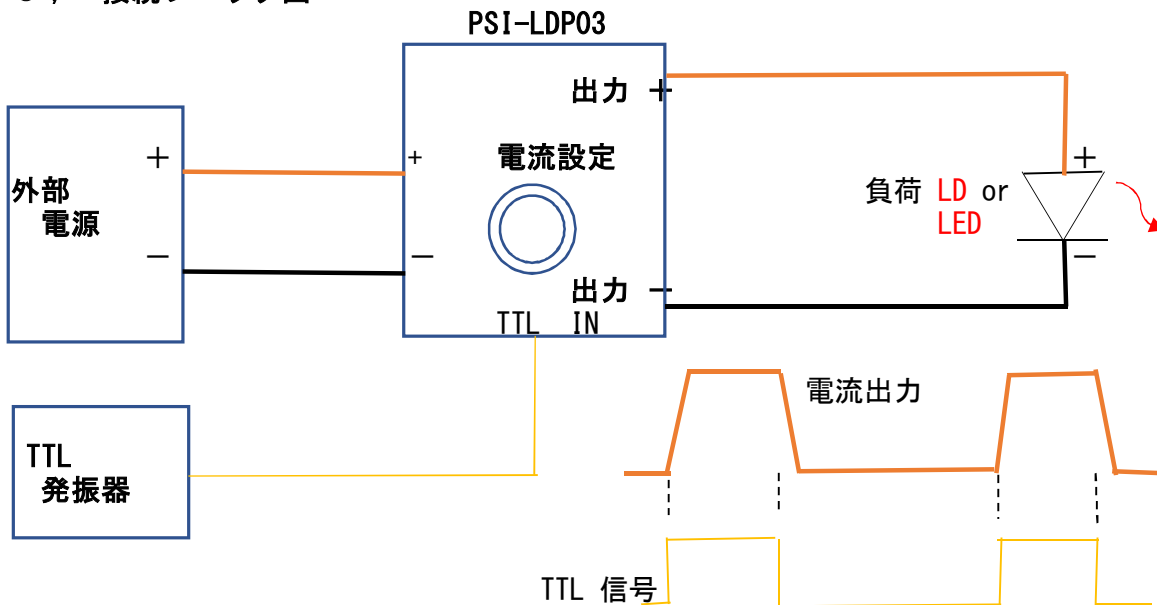 PSI-LDP03
出力 +
外部
電源
+
−
+
−
電流設定
出力 −
TTL IN
負荷 LD or
LED
+
−
TTL
発振器
電流出力
TTL 信号